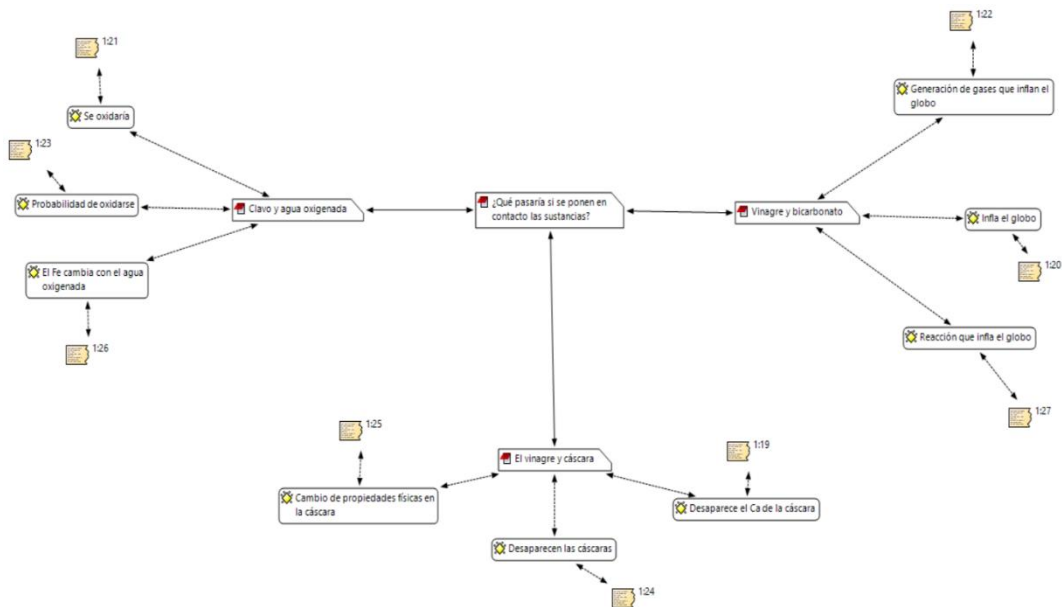 1:21
1:22
Se oxidaría
Generación de gases que inflan el
globo
1:23
Probabilidad de oxidarse
Clavo y agua oxigenada
¿Qué pasaría si se ponen en
contacto las sustancias?
Vinagre y bicarbonato
Infla el globo
1:20
El Fe cambia con el agua
oxigenada
1:26
Reacción que infla el globo
1:27
1:25
1:19
El vinagre y cáscara
Cambio de propiedades físicas en
la cáscara
Desaparece el Ca de la cáscara
Desaparecen las cáscaras
1:24